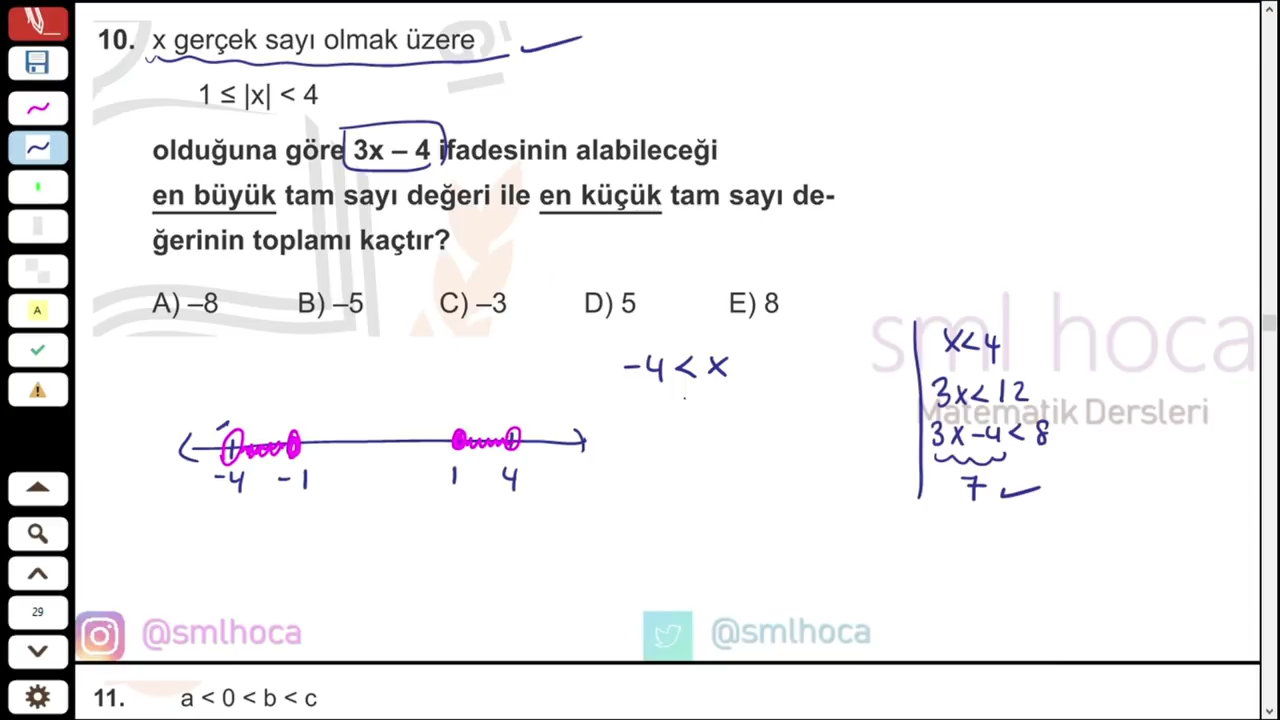 10. x gerçek sayı olmak üzere
1 ≤ |x| < 4
olduğuna göre 3x – 4 ifadesinin alabileceği
en büyük tam sayı değeri ile en küçük tam sayı de-
ğerinin toplamı kaçtır?
A) –8 B) –5 C) –3 D) 5 E) 8
sml hoca
Matematik Dersleri
-4 < x
x<4
3x<12
3x-4<8
7
-4 -1 1 4
A
29
@smlhoca @smlhoca
11. a < 0 < b < c